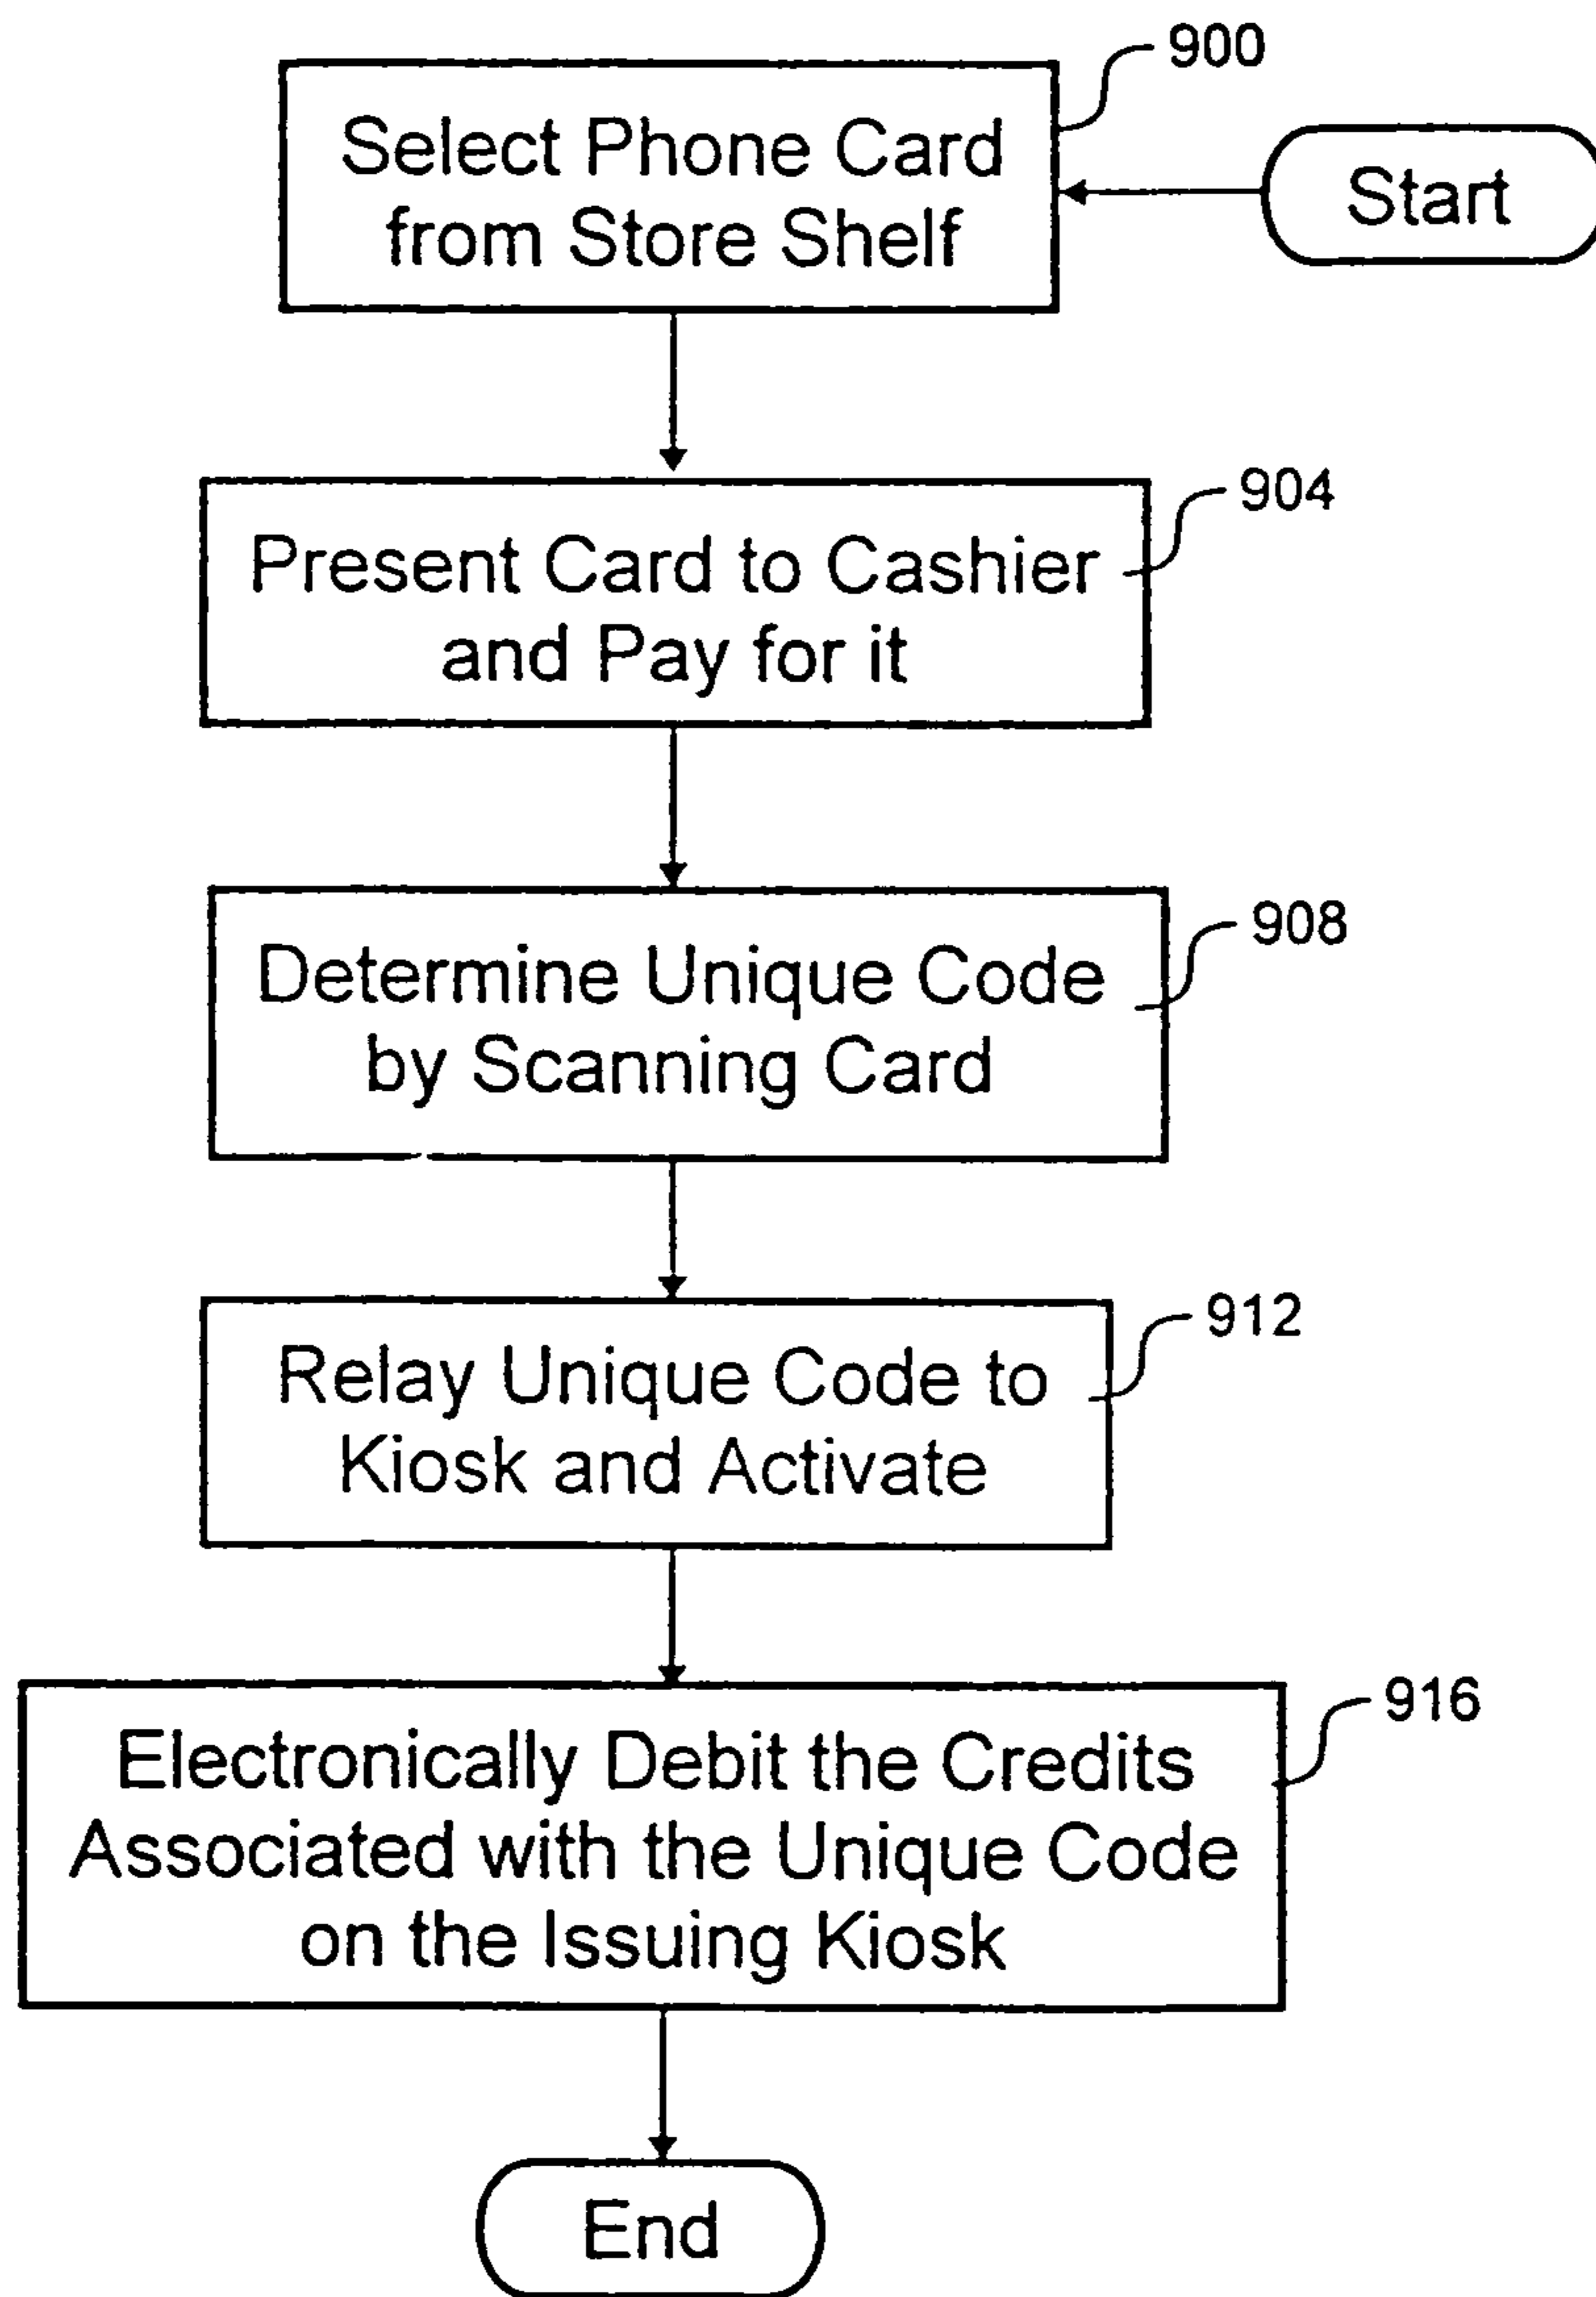 900
Select Phone Card
from Store Shelf
Start
904
Present Card to Cashier
and Pay for it
908
Determine Unique Code
by Scanning Card
912
Relay Unique Code to
Kiosk and Activate
916
Electronically Debit the Credits
Associated with the Unique Code
on the Issuing Kiosk
End